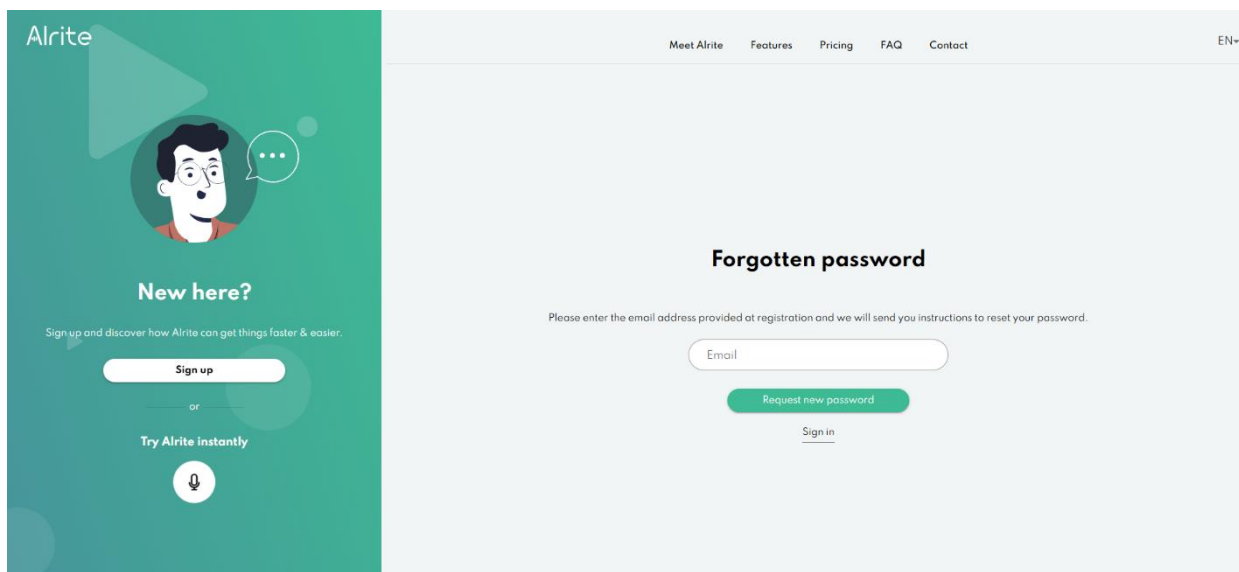 Alrite
Meet Alrite Features Pricing FAQ Contact
EN
New here?
Sign up and discover how Alrite can get things faster & easier.
Sign up
or
Try Alrite instantly
Forgotten password
Please enter the email address provided at registration and we will send you instructions to reset your password.
Email
Request new password
Sign in